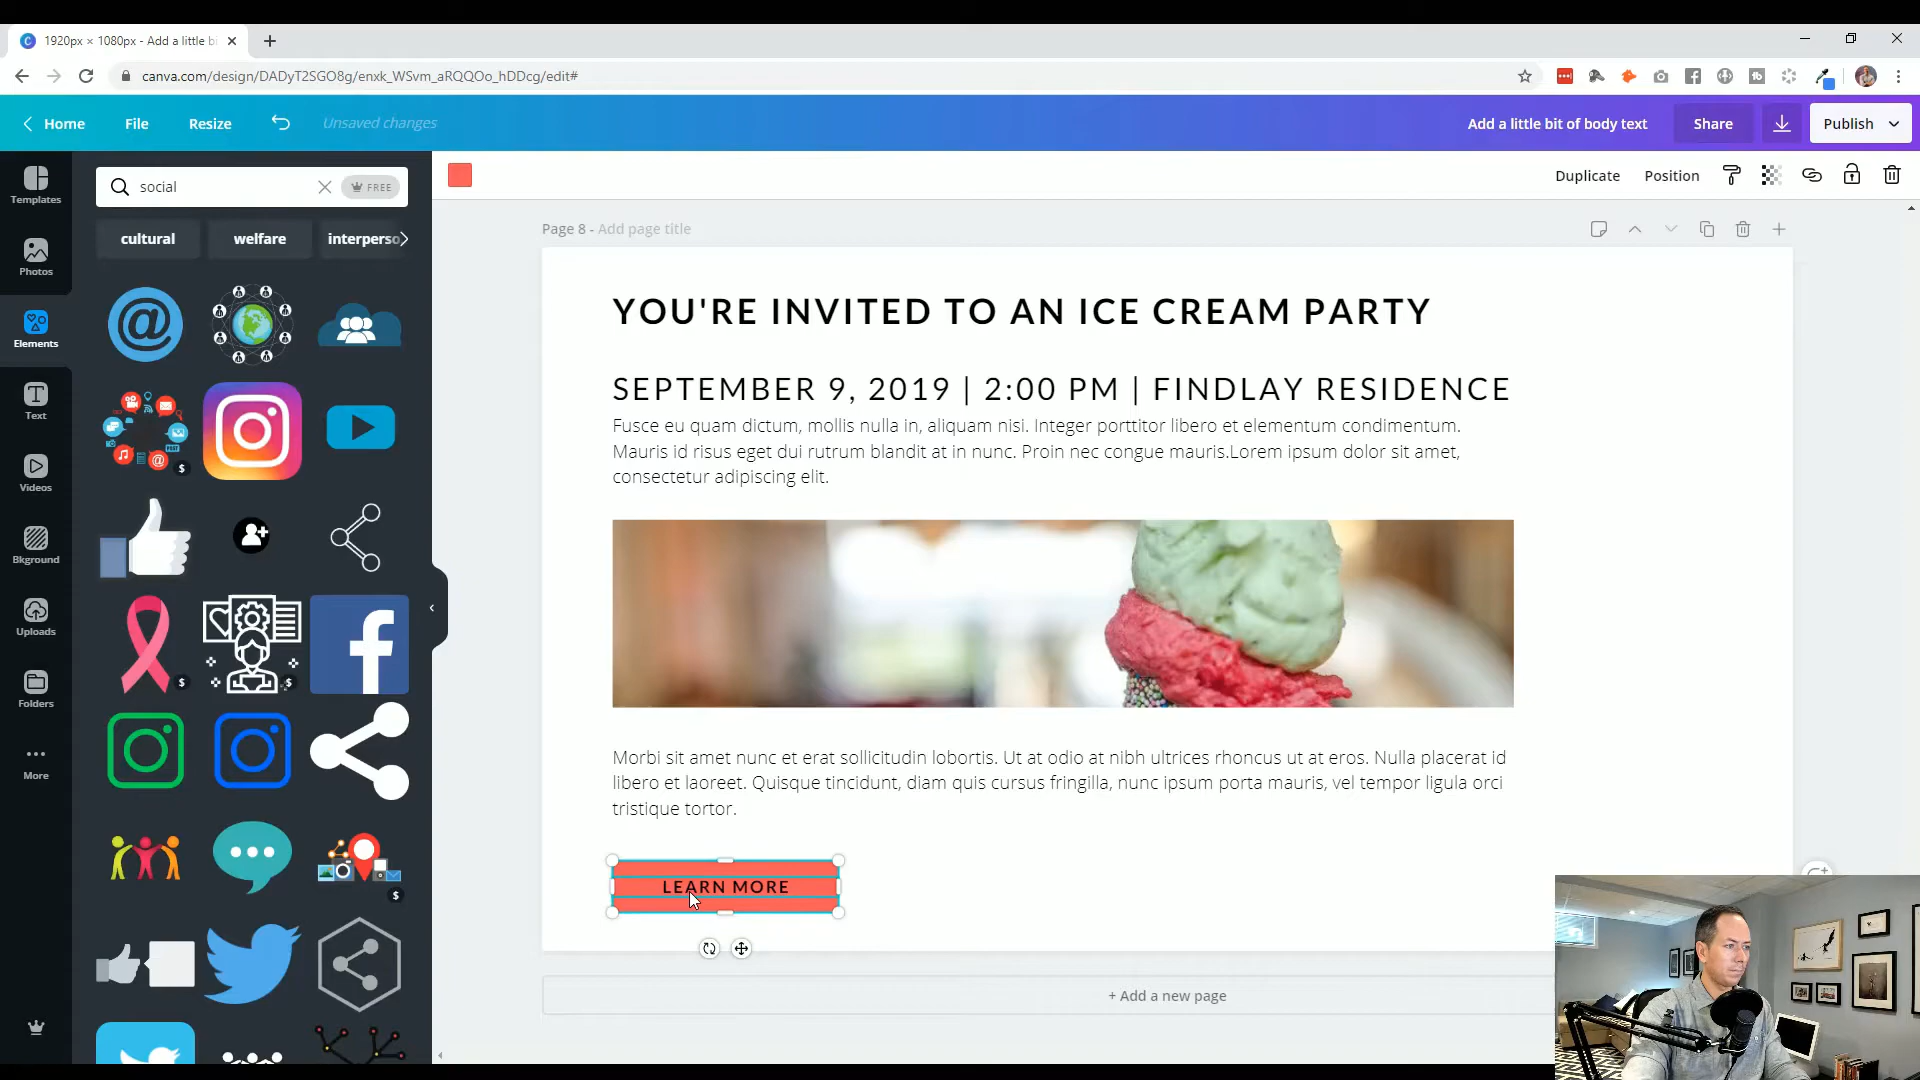 1920px × 1080px - Add a little bi
canva.com/design/DADyT2SGO8g/enxk_WSvm_aRQQOo_hDDcg/edit#
Home
File
Resize
Unsaved changes
Add a little bit of body text
Share
Publish
Templates
Photos
Elements
Text
Videos
Bkground
Uploads
Folders
More
social
FREE
cultural
welfare
interperso
Duplicate
Position
Page 8 - Add page title
YOU'RE INVITED TO AN ICE CREAM PARTY
SEPTEMBER 9, 2019 | 2:00 PM | FINDLAY RESIDENCE
Fusce eu quam dictum, mollis nulla in, aliquam nisi. Integer porttitor libero et elementum condimentum.
Mauris id risus eget dui rutrum blandit at in nunc. Proin nec congue mauris.Lorem ipsum dolor sit amet,
consectetur adipiscing elit.
Morbi sit amet nunc et erat sollicitudin lobortis. Ut at odio at nibh ultrices rhoncus ut at eros. Nulla placerat id
libero et laoreet. Quisque tincidunt, diam quis cursus fringilla, nunc ipsum porta mauris, vel tempor ligula orci
tristique tortor.
LEARN MORE
+ Add a new page